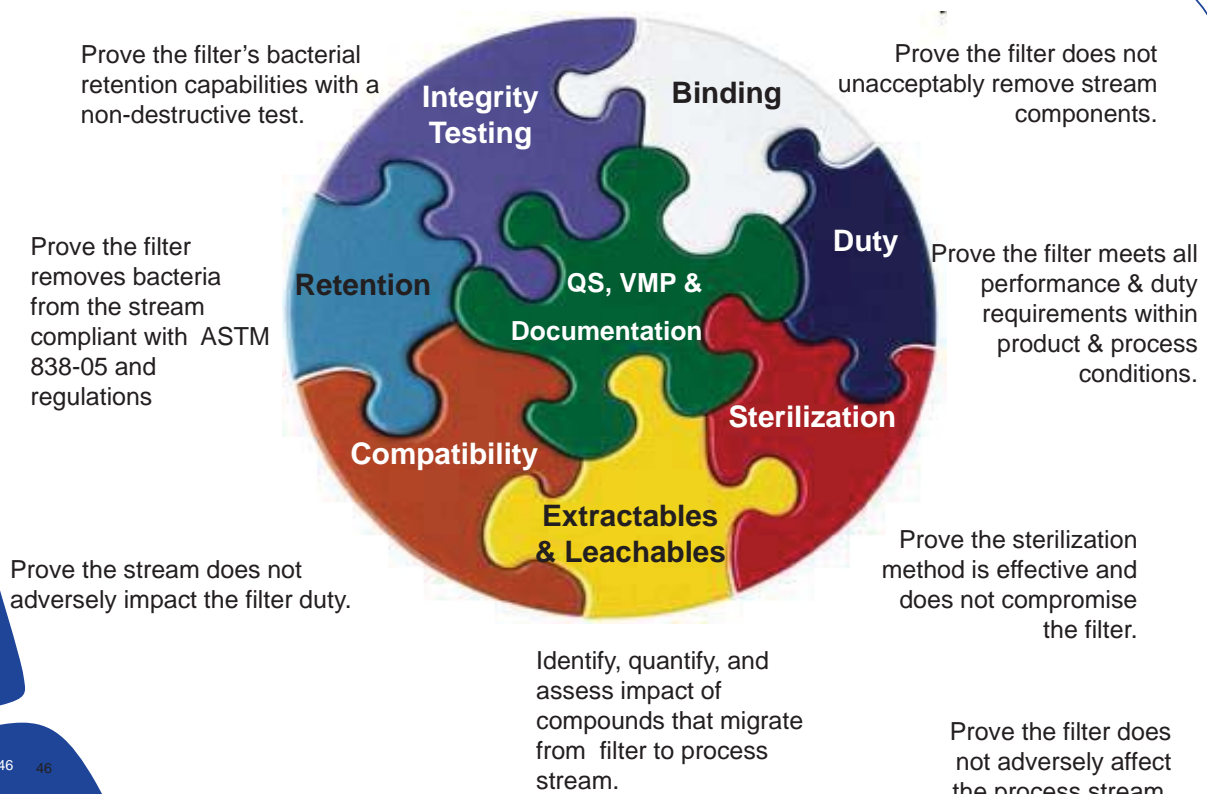 Prove the filter's bacterial
retention capabilities with a
non-destructive test.
Integrity
Testing
Binding
Prove the filter does not
unacceptably remove stream
components.
Prove the filter
removes bacteria
from the stream
compliant with ASTM
838-05 and
regulations
Retention
QS, VMP &
Documentation
Duty
Prove the filter meets all
performance & duty
requirements within
product & process
conditions.
Compatibility
Sterilization
Extractables
& Leachables
Prove the stream does not
adversely impact the filter duty.
Prove the sterilization
method is effective and
does not compromise
the filter.
Identify, quantify, and
assess impact of
compounds that migrate
from filter to process
stream.
Prove the filter does
not adversely affect
the process stream.
46 46